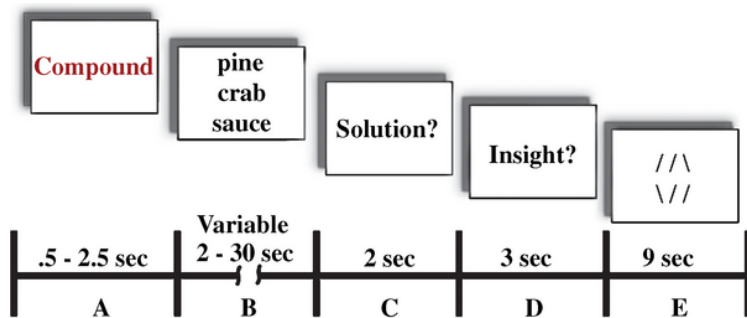 Compound
pine
crab
sauce
Solution?
Insight?
/ / \
\ / /
.5 - 2.5 sec
Variable
2 - 30 sec
2 sec
3 sec
9 sec
A
B
C
D
E